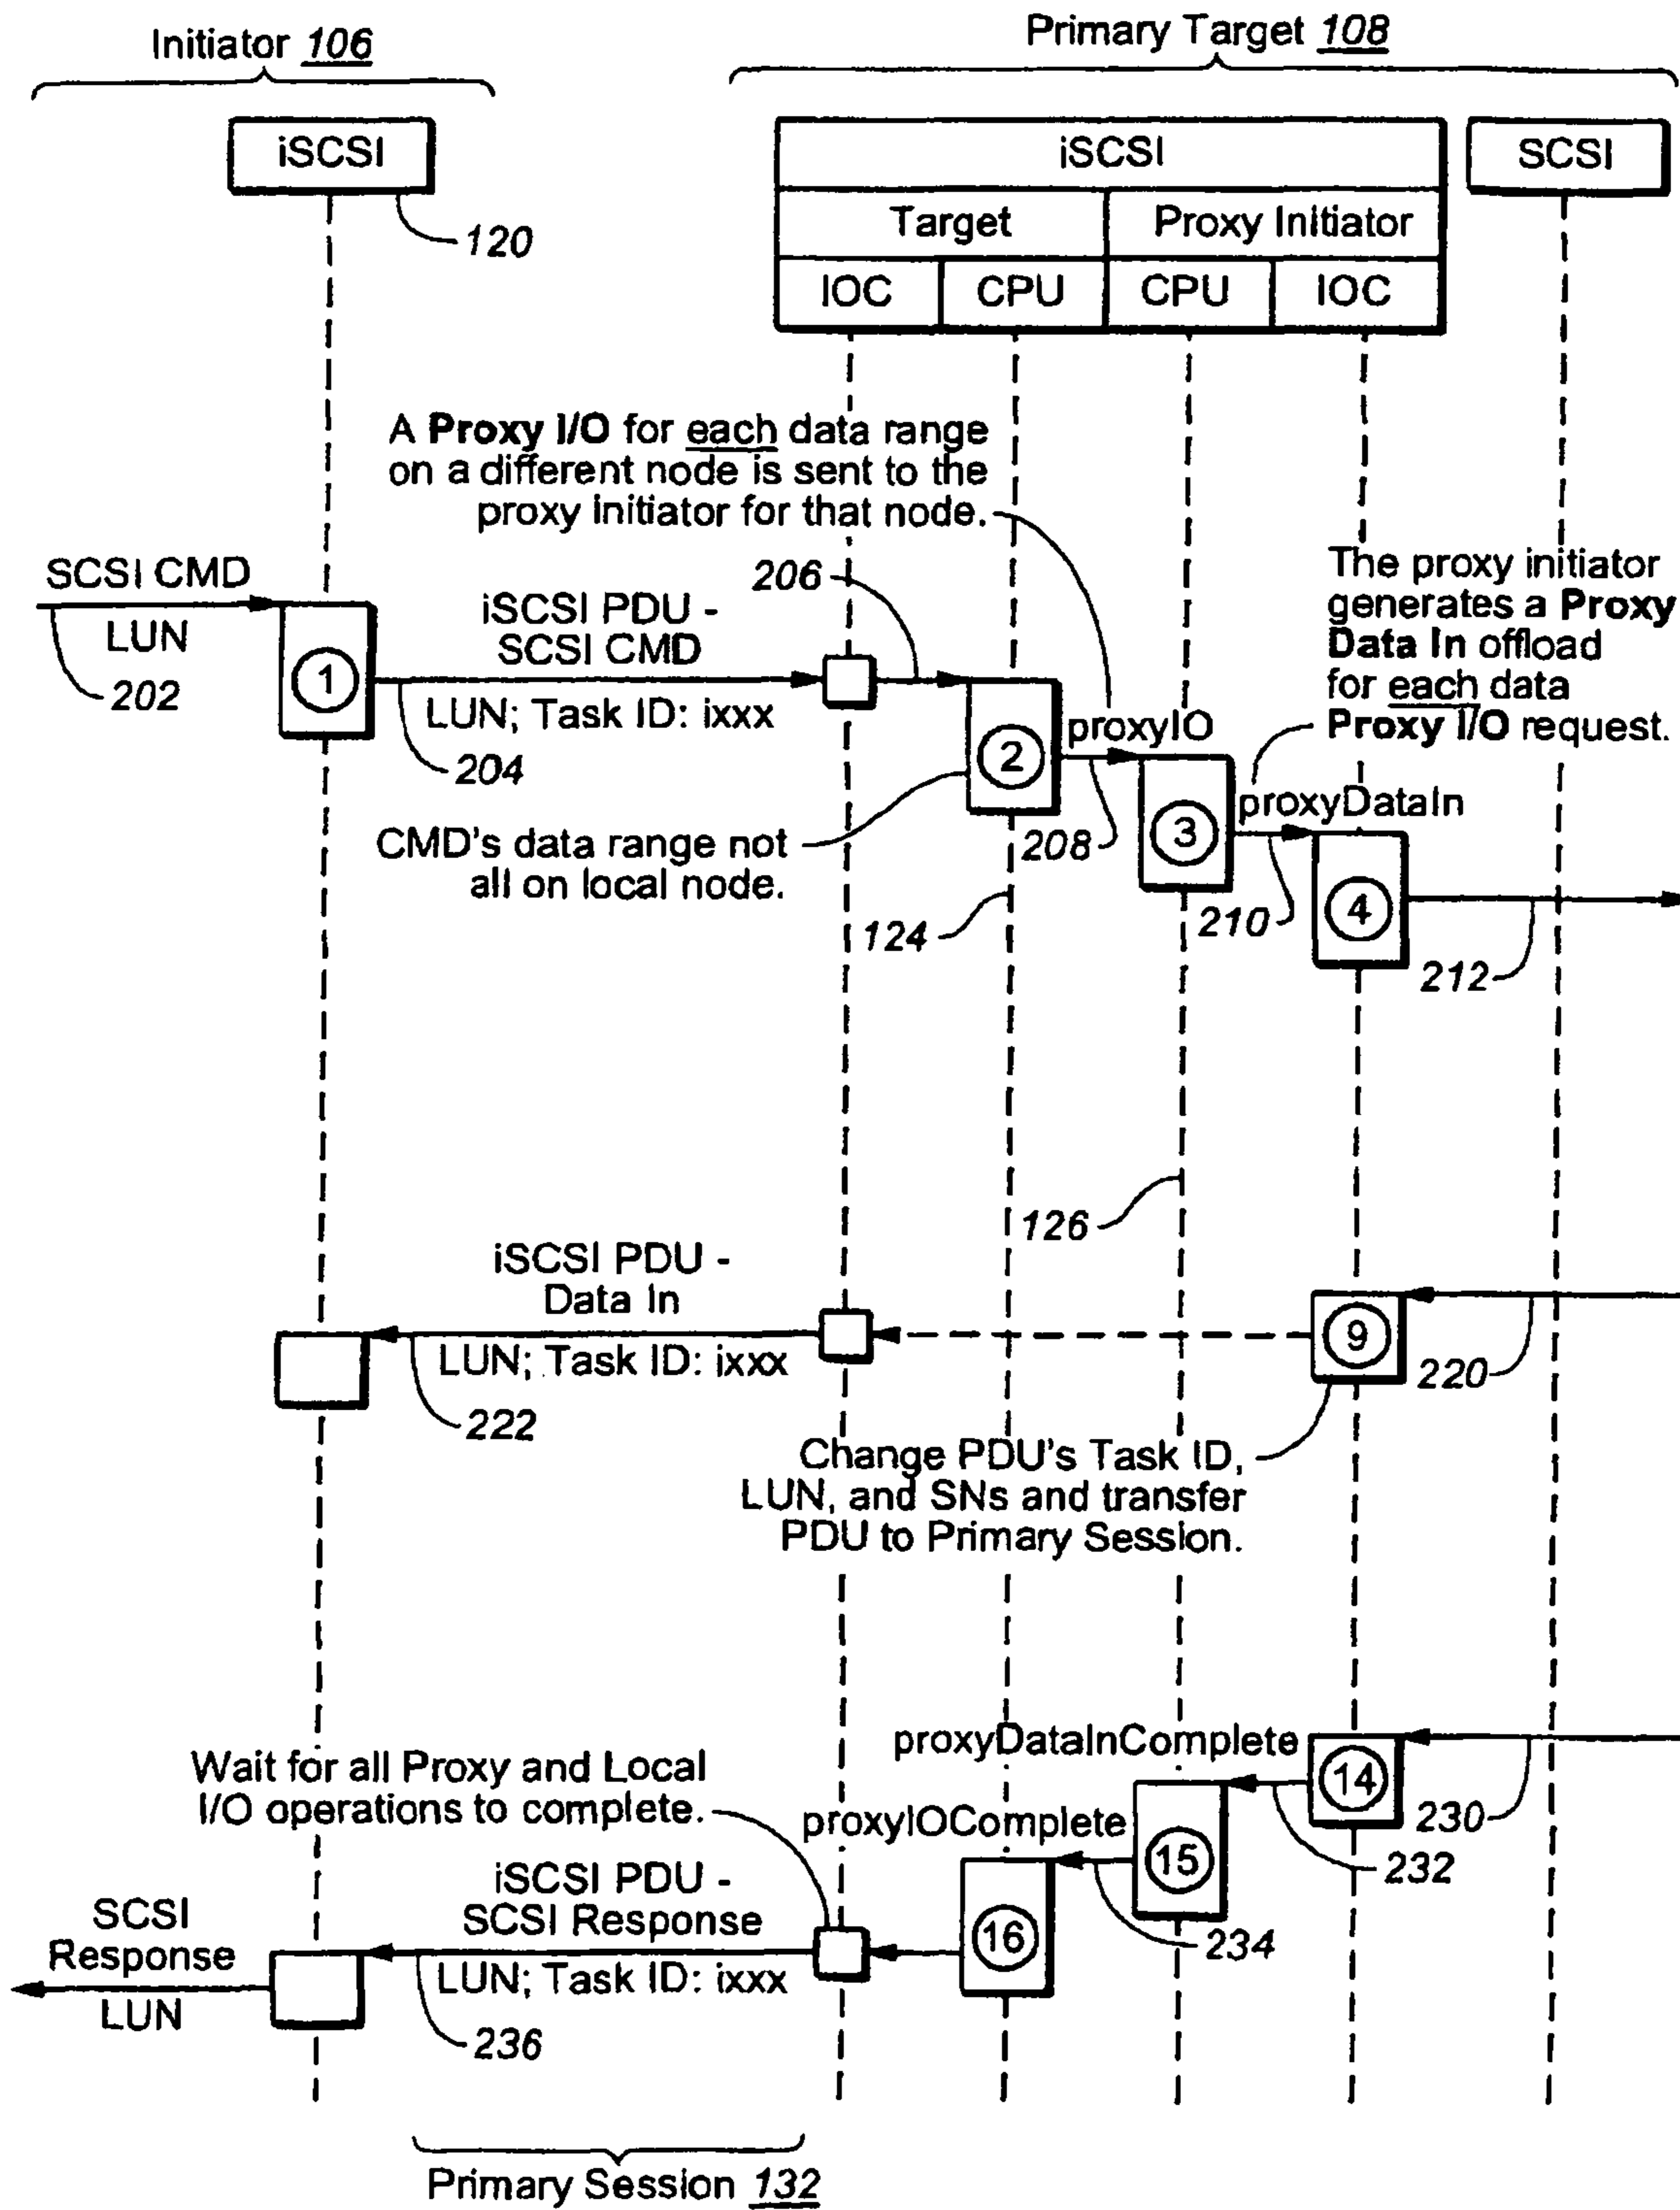 Initiator 106
Primary Target 108
iSCSI
iSCSI
SCSI
Target
Proxy Initiator
IOC
CPU
CPU
IOC
120
A Proxy I/O for each data range
on a different node is sent to the
proxy initiator for that node.
SCSI CMD
LUN
202
1
iSCSI PDU -
SCSI CMD
LUN; Task ID: ixxx
204
206
The proxy initiator
generates a Proxy
Data In offload
for each data
Proxy I/O request.
2
proxyIO
208
3
proxyDataIn
210
4
212
CMD's data range not
all on local node.
124
126
iSCSI PDU -
Data In
LUN; Task ID: ixxx
222
9
220
Change PDU's Task ID,
LUN, and SNs and transfer
PDU to Primary Session.
proxyDataInComplete
14
230
Wait for all Proxy and Local
I/O operations to complete.
proxyIOComplete
15
232
iSCSI PDU -
SCSI Response
LUN; Task ID: ixxx
16
234
SCSI
Response
LUN
236
Primary Session 132